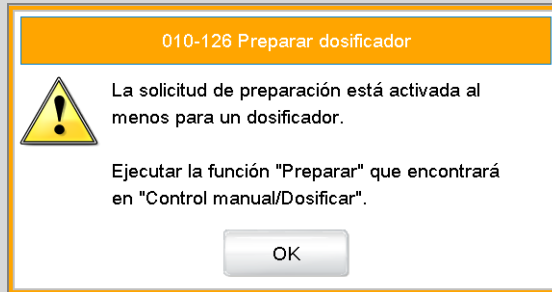 010-126 Preparar dosificador
La solicitud de preparación está activada al
menos para un dosificador.
Ejecutar la función "Preparar" que encontrará
en "Control manual/Dosificar".
OK